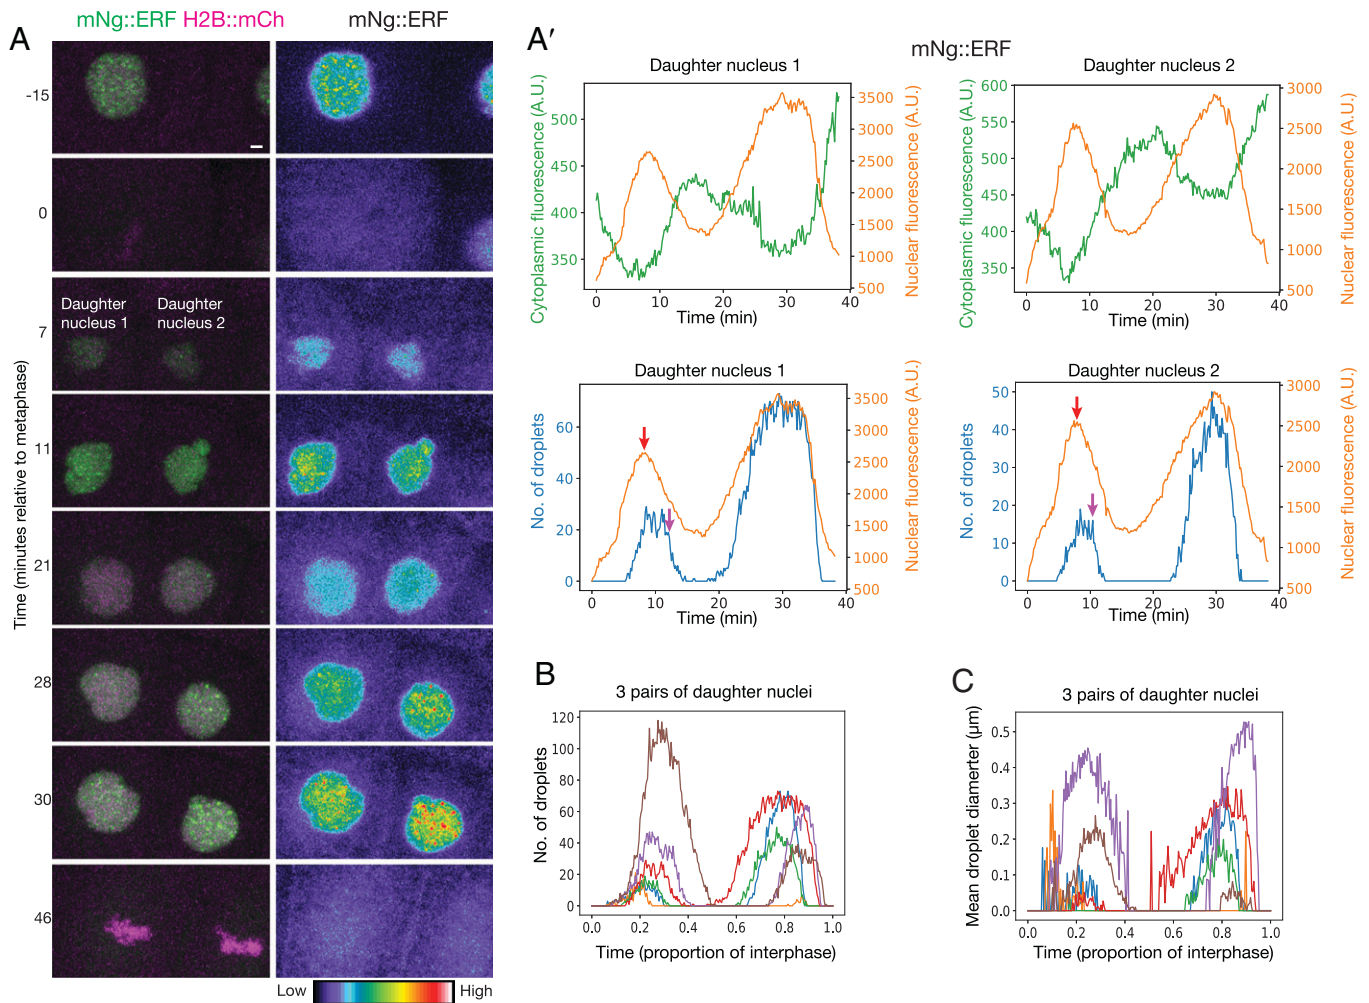 A
mNg::ERF H2B::mCh
mNg::ERF
Time (minutes relative to metaphase)
-15
0
7
Daughter
nucleus 1
Daughter
nucleus 2
11
21
28
30
46
Low
High
A′
mNg::ERF
Daughter nucleus 1
Cytoplasmic fluorescence (A.U.)
500
450
400
350
3500
3000
2500
2000
1500
1000
500
Nuclear fluorescence (A.U.)
0 10 20 30 40
Time (min)
Daughter nucleus 2
Cytoplasmic fluorescence (A.U.)
600
550
500
450
400
350
3000
2500
2000
1500
1000
500
Nuclear fluorescence (A.U.)
0 10 20 30 40
Time (min)
Daughter nucleus 1
No. of droplets
60
40
20
0
3500
3000
2500
2000
1500
1000
500
Nuclear fluorescence (A.U.)
0 10 20 30 40
Time (min)
Daughter nucleus 2
No. of droplets
50
40
30
20
10
0
3000
2500
2000
1500
1000
500
Nuclear fluorescence (A.U.)
0 10 20 30 40
Time (min)
B
3 pairs of daughter nuclei
No. of droplets
120
100
80
60
40
20
0
0.0 0.2 0.4 0.6 0.8 1.0
Time (proportion of interphase)
C
3 pairs of daughter nuclei
Mean droplet diamerter (µm)
0.5
0.4
0.3
0.2
0.1
0.0
0.0 0.2 0.4 0.6 0.8 1.0
Time (proportion of interphase)